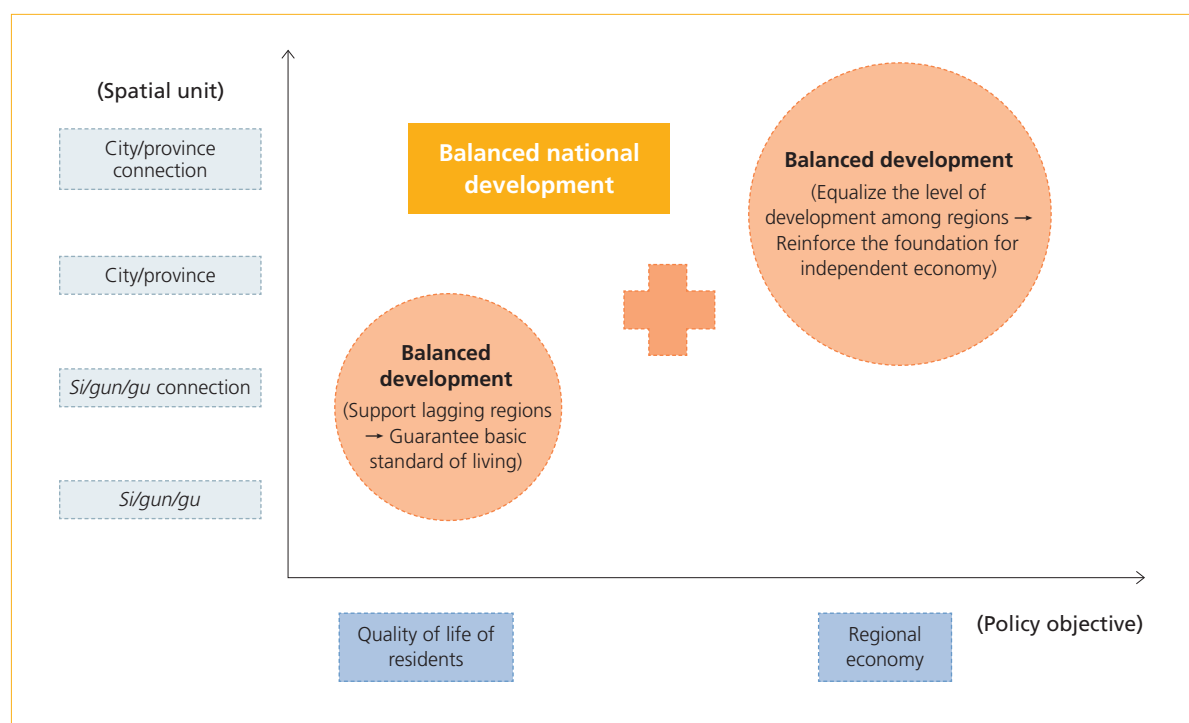 (Spatial unit)
City/province
connection
City/province
Si/gun/gu connection
Si/gun/gu
Balanced national
development
Balanced
development
(Support lagging regions
→ Guarantee basic
standard of living)
Balanced development
(Equalize the level of
development among regions →
Reinforce the foundation for
independent economy)
Quality of life of
residents
Regional
economy
(Policy objective)